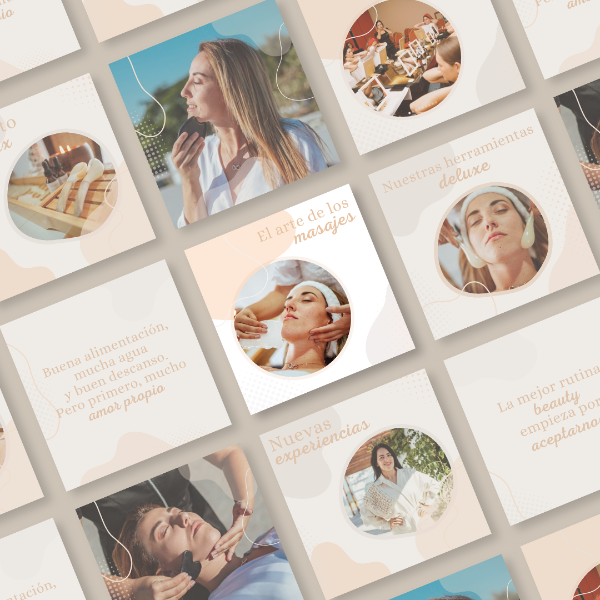 El arte de los
masajes
Nuestras herramientas
deluxe
Buena alimentación,
mucha agua
y buen descanso.
Pero primero, mucho
amor propio
Nuevas
experiencias
La mejor rutina
beauty
empieza por